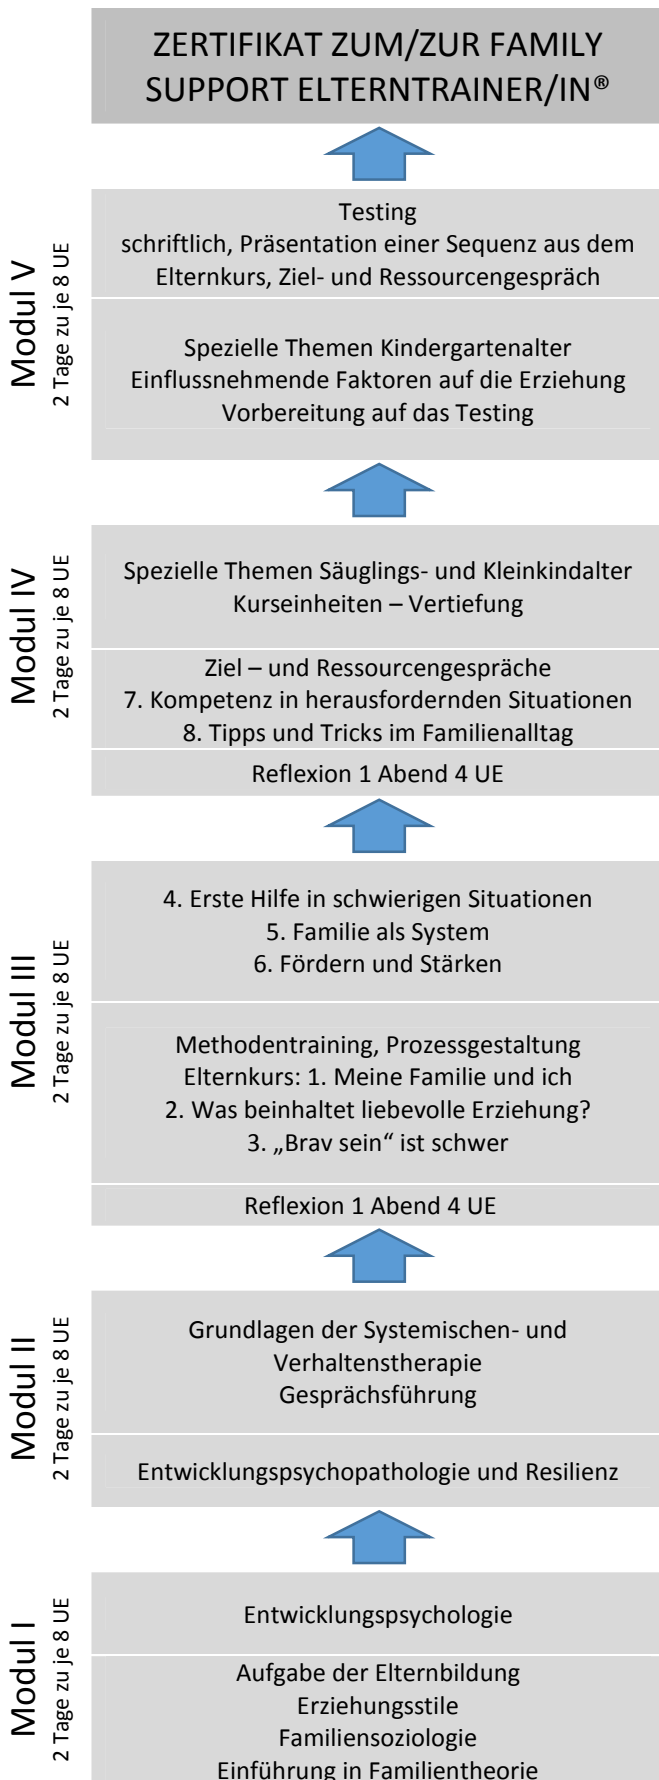 ZERTIFIKAT ZUM/ZUR FAMILY
SUPPORT ELTERNTRAINER/IN®
Modul V
2 Tage zu je 8 UE
Testing
schriftlich, Präsentation einer Sequenz aus dem
Elternkurs, Ziel- und Ressourcengespräch
Spezielle Themen Kindergartenalter
Einflussnehmende Faktoren auf die Erziehung
Vorbereitung auf das Testing
Modul IV
2 Tage zu je 8 UE
Spezielle Themen Säuglings- und Kleinkindalter
Kurseinheiten – Vertiefung
Ziel – und Ressourcengespräche
7. Kompetenz in herausfordernden Situationen
8. Tipps und Tricks im Familienalltag
Reflexion 1 Abend 4 UE
Modul III
2 Tage zu je 8 UE
4. Erste Hilfe in schwierigen Situationen
5. Familie als System
6. Fördern und Stärken
Methodentraining, Prozessgestaltung
Elternkurs: 1. Meine Familie und ich
2. Was beinhaltet liebevolle Erziehung?
3. „Brav sein“ ist schwer
Reflexion 1 Abend 4 UE
Modul II
2 Tage zu je 8 UE
Grundlagen der Systemischen- und
Verhaltenstherapie
Gesprächsführung
Entwicklungspsychopathologie und Resilienz
Modul I
2 Tage zu je 8 UE
Entwicklungspsychologie
Aufgabe der Elternbildung
Erziehungsstile
Familiensoziologie
Einführung in Familientheorie